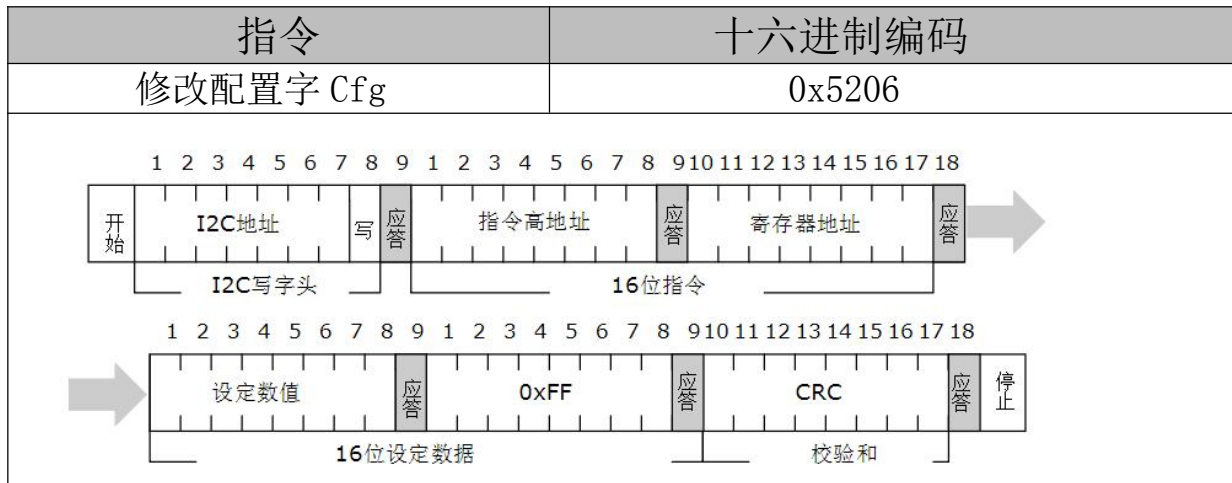 指令 十六进制编码
修改配置字 Cfg 0x5206
1 2 3 4 5 6 7 8 9 1 2 3 4 5 6 7 8 9 10 11 12 13 14 15 16 17 18
开始 I2C地址 写 应答 指令高地址 应答 寄存器地址 应答
I2C写字头 16位指令
1 2 3 4 5 6 7 8 9 1 2 3 4 5 6 7 8 9 10 11 12 13 14 15 16 17 18
设定数值 应答 0xFF 应答 CRC 应答 停止
16位设定数据 校验和